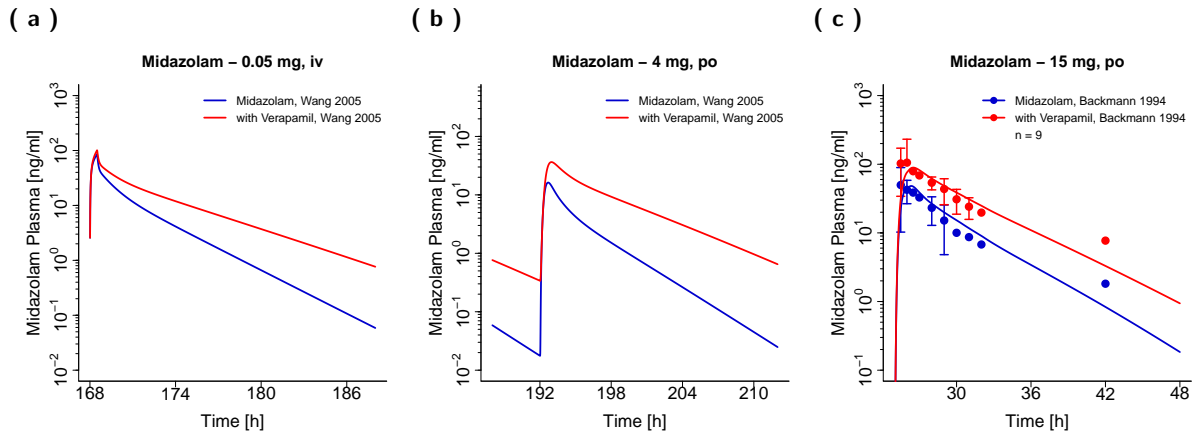 ( a )
Midazolam – 0.05 mg, iv
Midazolam, Wang 2005
with Verapamil, Wang 2005
Midazolam Plasma [ng/ml]
10^3
10^2
10^1
10^0
10^−1
10^−2
168 174 180 186
Time [h]
( b )
Midazolam – 4 mg, po
Midazolam, Wang 2005
with Verapamil, Wang 2005
Midazolam Plasma [ng/ml]
10^2
10^1
10^0
10^−1
10^−2
192 198 204 210
Time [h]
( c )
Midazolam – 15 mg, po
Midazolam, Backmann 1994
with Verapamil, Backmann 1994
n = 9
Midazolam Plasma [ng/ml]
10^3
10^2
10^1
10^0
10^−1
30 36 42 48
Time [h]